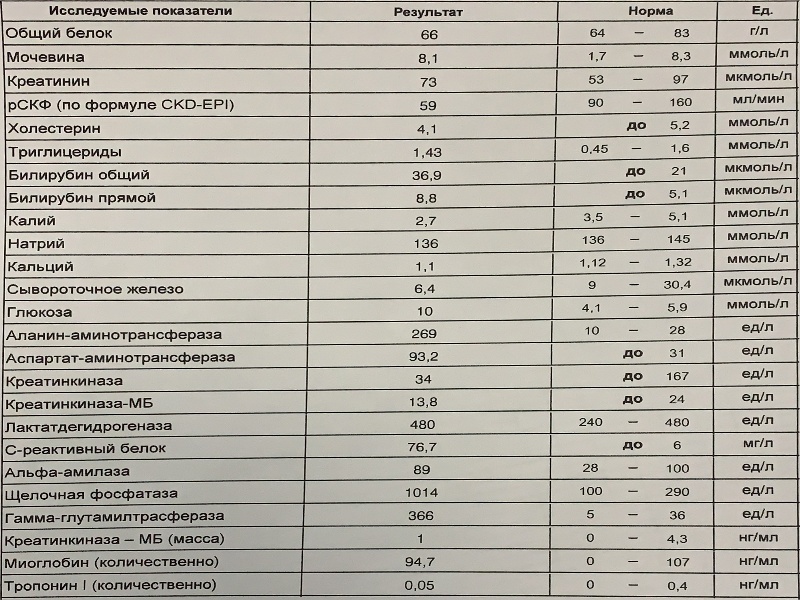 Исследуемые показатели Результат Норма Ед.
Общий белок 66 64 – 83 г/л
Мочевина 8,1 1,7 – 8,3 ммоль/л
Креатинин 73 53 – 97 мкмоль/л
рСКФ (по формуле CKD-EPI) 59 90 – 160 мл/мин
Холестерин 4,1 до 5,2 ммоль/л
Триглицериды 1,43 0,45 – 1,6 ммоль/л
Билирубин общий 36,9 до 21 мкмоль/л
Билирубин прямой 8,8 до 5,1 мкмоль/л
Калий 2,7 3,5 – 5,1 ммоль/л
Натрий 136 136 – 145 ммоль/л
Кальций 1,1 1,12 – 1,32 ммоль/л
Сывороточное железо 6,4 9 – 30,4 мкмоль/л
Глюкоза 10 4,1 – 5,9 ммоль/л
Аланин-аминотрансфераза 269 10 – 28 ед/л
Аспартат-аминотрансфераза 93,2 до 31 ед/л
Креатинкиназа 34 до 167 ед/л
Креатинкиназа-МБ 13,8 до 24 ед/л
Лактатдегидрогеназа 480 240 – 480 ед/л
С-реактивный белок 76,7 до 6 мг/л
Альфа-амилаза 89 28 – 100 ед/л
Щелочная фосфатаза 1014 100 – 290 ед/л
Гамма-глутамилтрасфераза 366 5 – 36 ед/л
Креатинкиназа – МБ (масса) 1 0 – 4,3 нг/мл
Миоглобин (количественно) 94,7 0 – 107 нг/мл
Тропонин I (количественно) 0,05 0 – 0,4 нг/мл